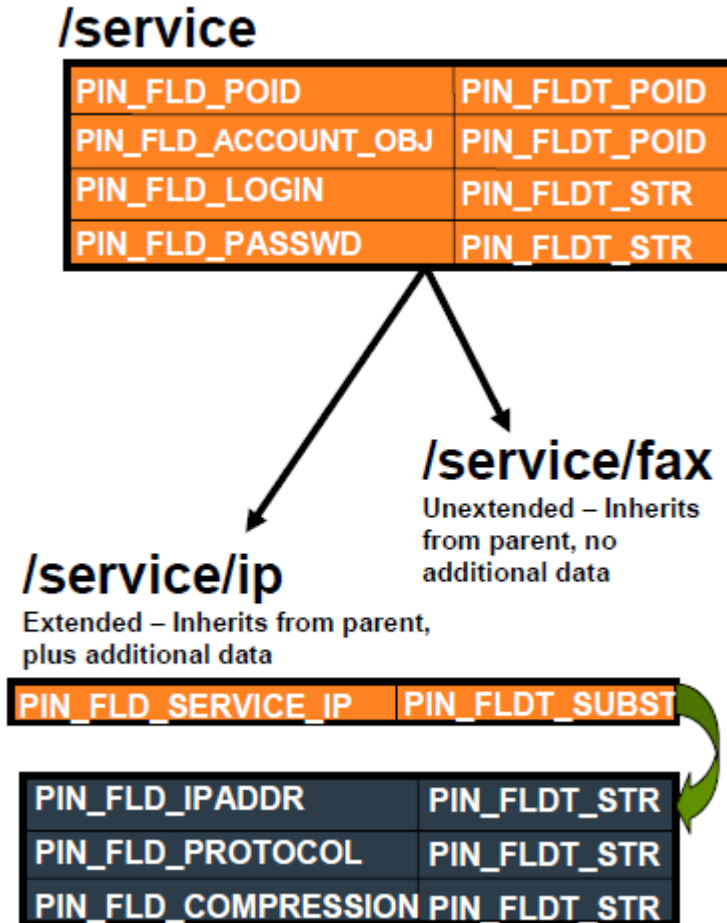 /service
PIN_FLD_POID PIN_FLDT_POID
PIN_FLD_ACCOUNT_OBJ PIN_FLDT_POID
PIN_FLD_LOGIN PIN_FLDT_STR
PIN_FLD_PASSWD PIN_FLDT_STR
/service/fax
Unextended – Inherits
from parent, no
additional data
/service/ip
Extended – Inherits from parent,
plus additional data
PIN_FLD_SERVICE_IP PIN_FLDT_SUBST
PIN_FLD_IPADDR PIN_FLDT_STR
PIN_FLD_PROTOCOL PIN_FLDT_STR
PIN_FLD_COMPRESSION PIN_FLDT_STR